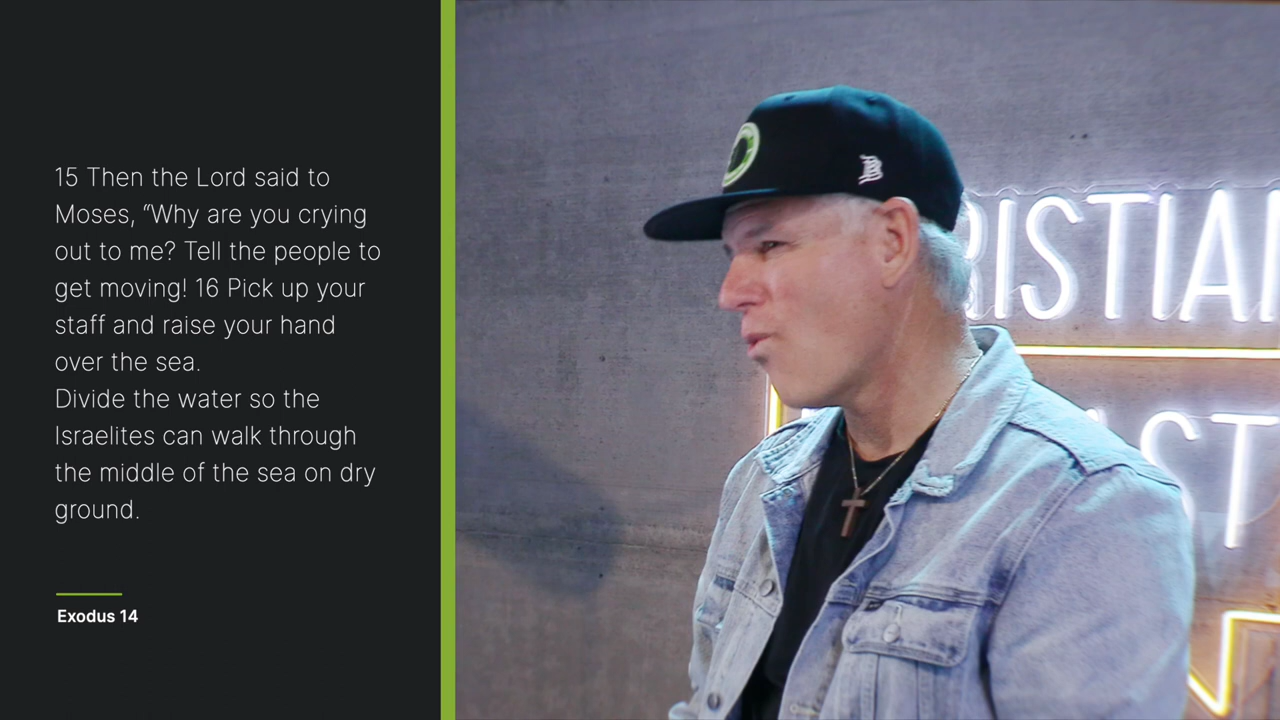 15 Then the Lord said to
Moses, “Why are you crying
out to me? Tell the people to
get moving! 16 Pick up your
staff and raise your hand
over the sea.
Divide the water so the
Israelites can walk through
the middle of the sea on dry
ground.
Exodus 14
B
RISTIA
ST